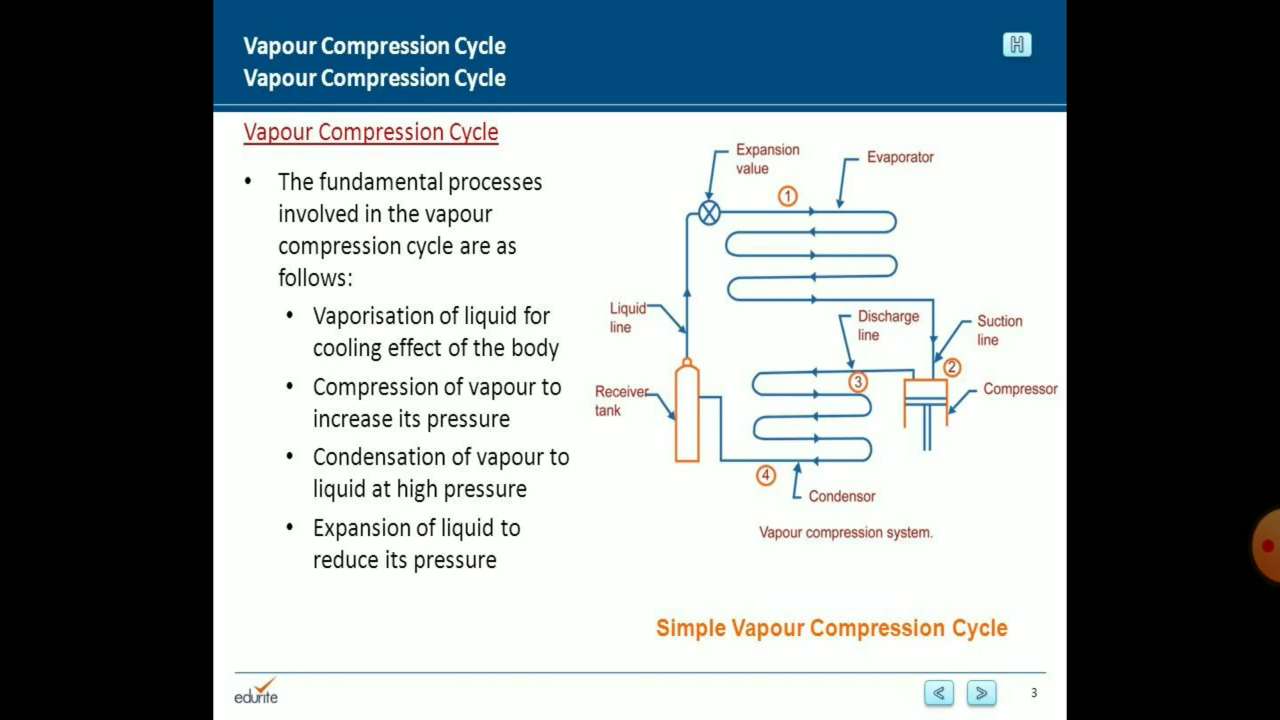 Vapour Compression Cycle
Vapour Compression Cycle
H
Vapour Compression Cycle
• The fundamental processes
involved in the vapour
compression cycle are as
follows:
• Vaporisation of liquid for
cooling effect of the body
• Compression of vapour to
increase its pressure
• Condensation of vapour to
liquid at high pressure
• Expansion of liquid to
reduce its pressure
Expansion
value
Evaporator
1
Liquid
line
Discharge
line
Suction
line
2
3
Compressor
Receiver
tank
4
Condensor
Vapour compression system.
Simple Vapour Compression Cycle
edurite
< >
3